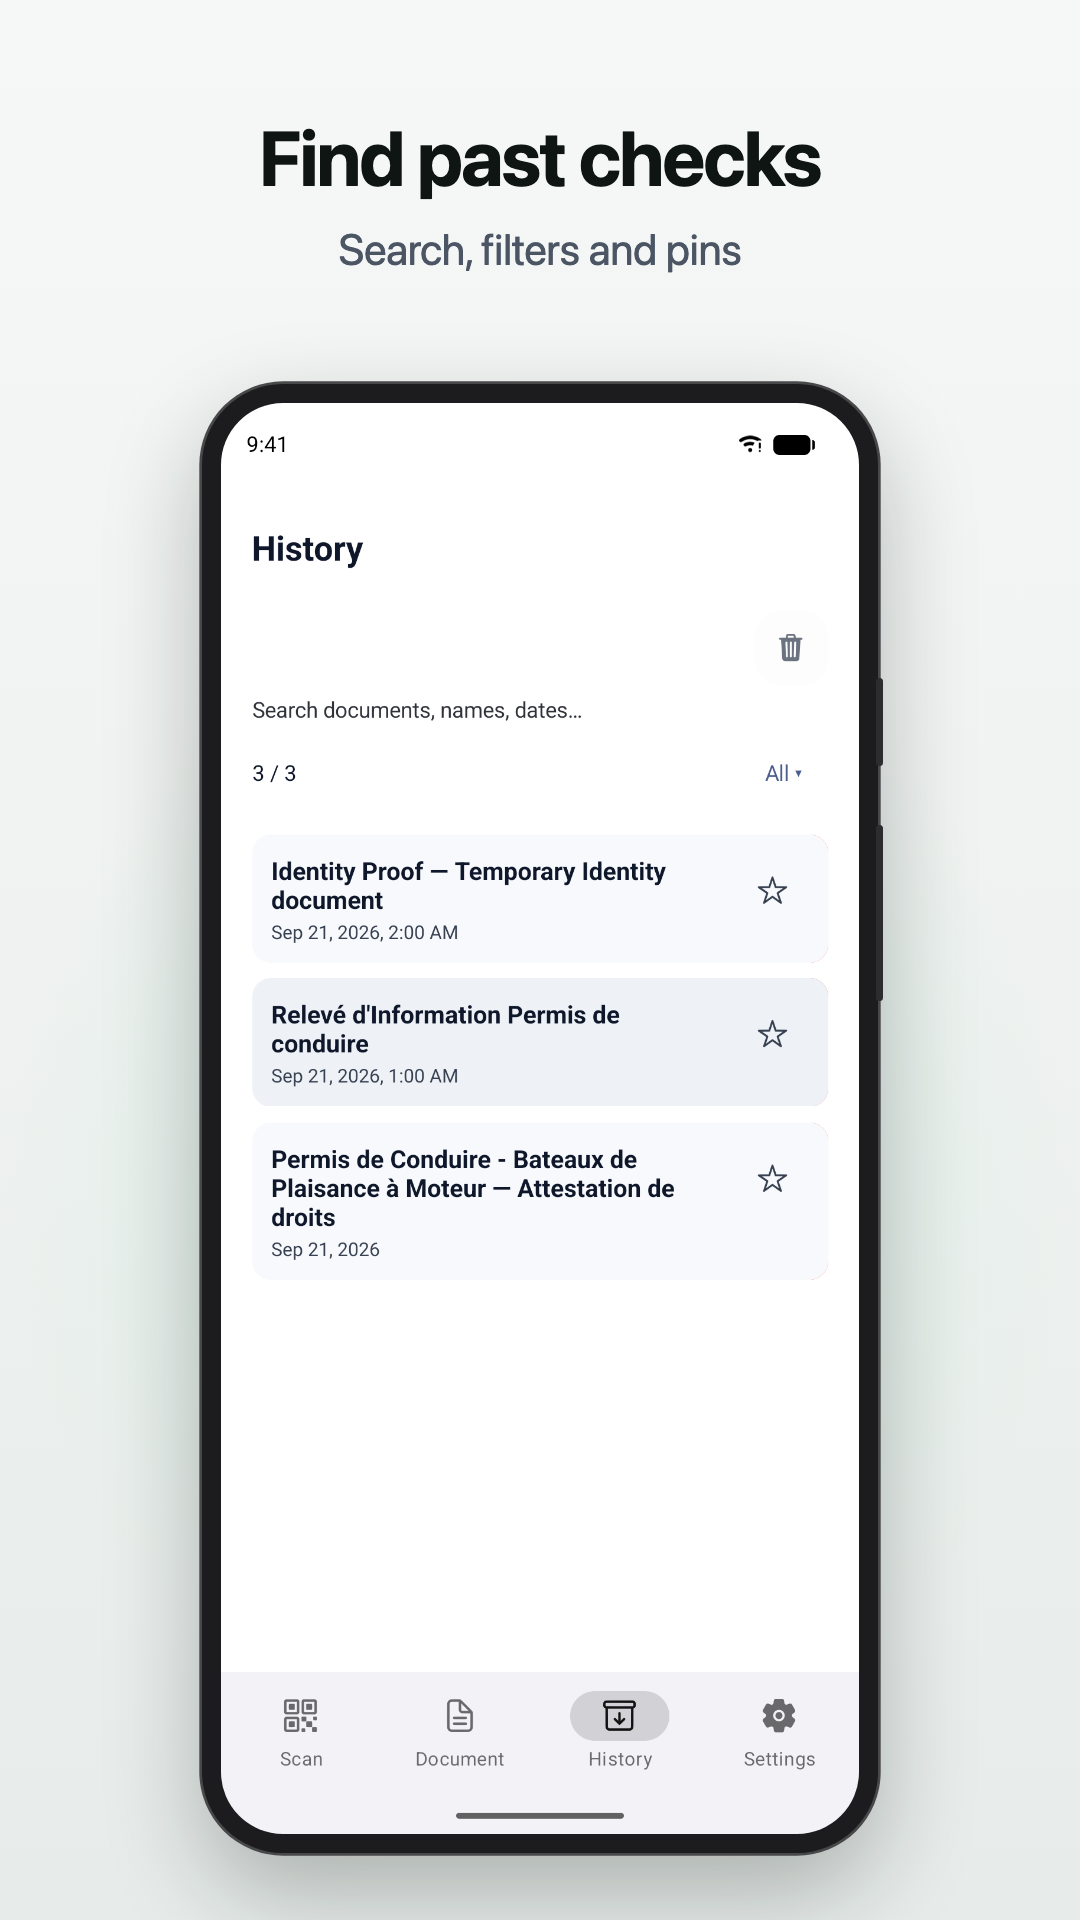 Find past checks
Search, filters and pins
9:41
History
Search documents, names, dates...
3 / 3
All ▾
Identity Proof — Temporary Identity
document
Sep 21, 2026, 2:00 AM
Relevé d'Information Permis de
conduire
Sep 21, 2026, 1:00 AM
Permis de Conduire - Bateaux de
Plaisance à Moteur — Attestation de
droits
Sep 21, 2026
Scan
Document
History
Settings